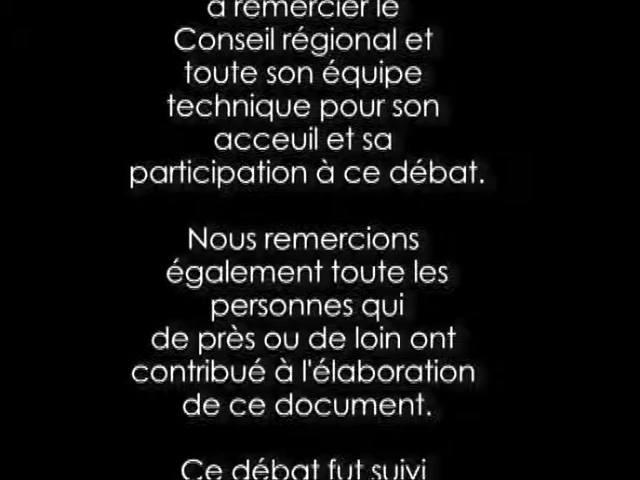 à remercier le
Conseil régional et
toute son équipe
technique pour son
acceuil et sa
participation à ce débat.
Nous remercions
également toute les
personnes qui
de près ou de loin ont
contribué à l'élaboration
de ce document.
Ce débat fut suivi